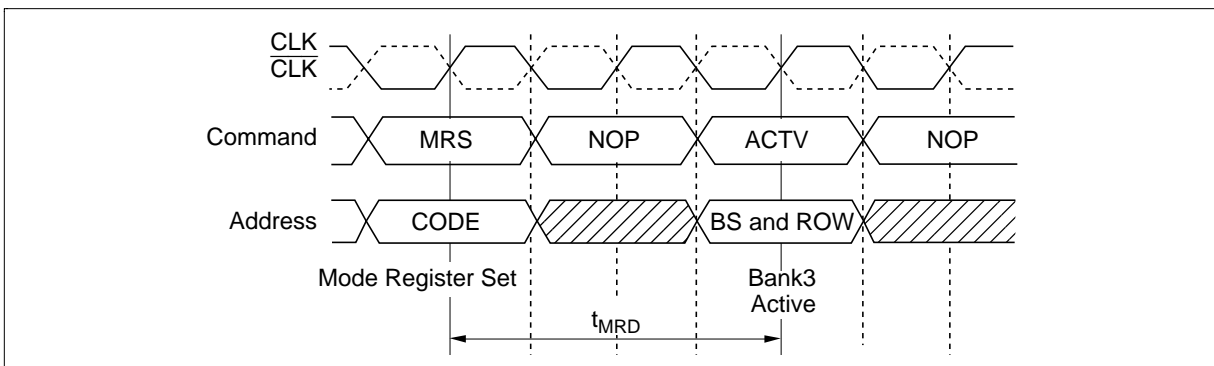 CLK
CLK
Command MRS NOP ACTV NOP
Address CODE BS and ROW
Mode Register Set Bank3
Active
tMRD